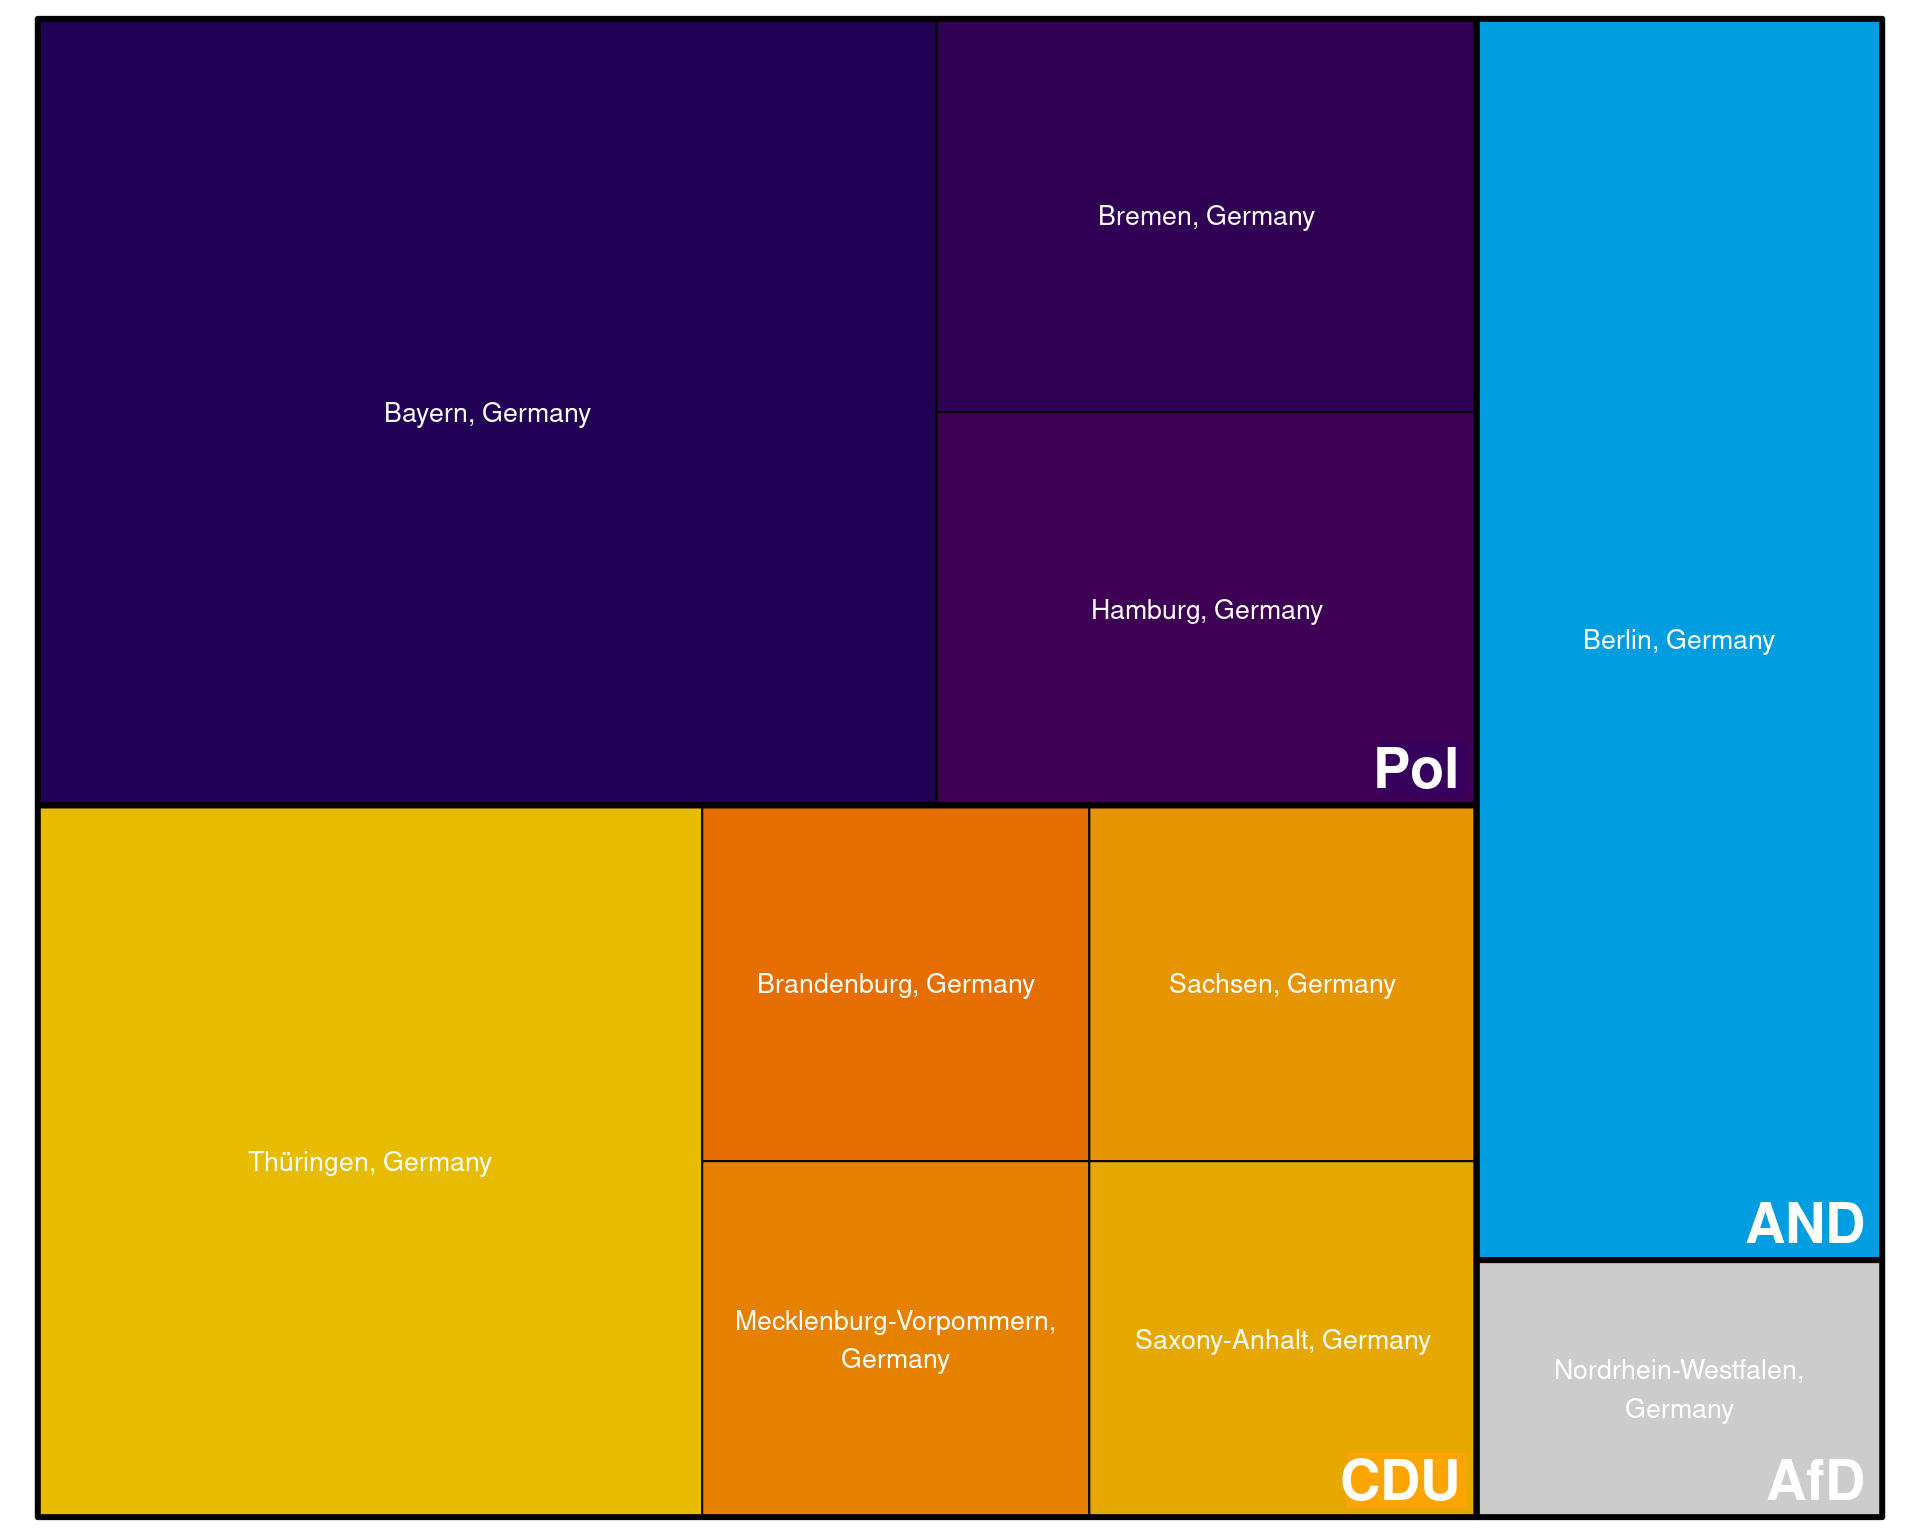 Bayern, Germany
Bremen, Germany
Hamburg, Germany
Pol
Berlin, Germany
AND
Thüringen, Germany
Brandenburg, Germany
Sachsen, Germany
Mecklenburg-Vorpommern,
Germany
Saxony-Anhalt, Germany
CDU
Nordrhein-Westfalen,
Germany
AfD